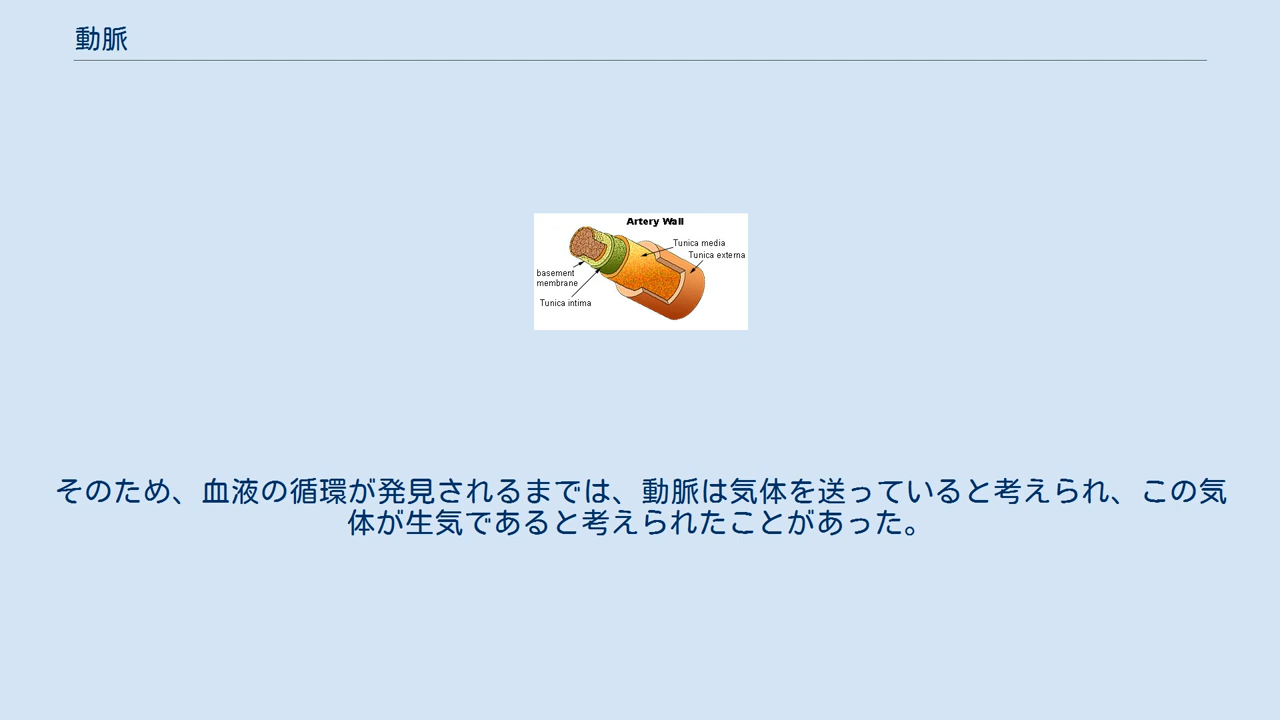 動脈
Artery Wall
Tunica media
Tunica externa
basement
membrane
Tunica intima
そのため、血液の循環が発見されるまでは、動脈は気体を送っていると考えられ、この気
体が生気であると考えられたことがあった。